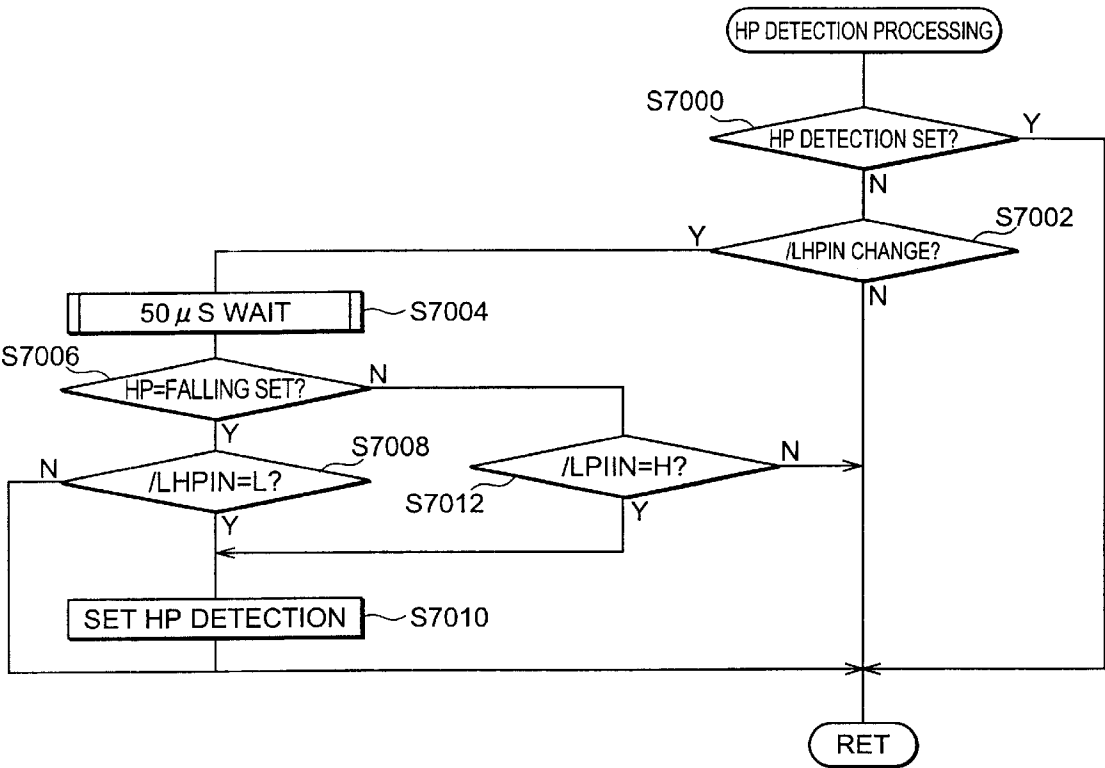 HP DETECTION PROCESSING
S7000
HP DETECTION SET?
Y
N
S7002
/LHPIN CHANGE?
Y
N
50μS WAIT
S7004
S7006
HP=FALLING SET?
N
Y
S7008
/LHPIN=L?
N
Y
/LPIIN=H?
N
S7012
Y
SET HP DETECTION
S7010
RET